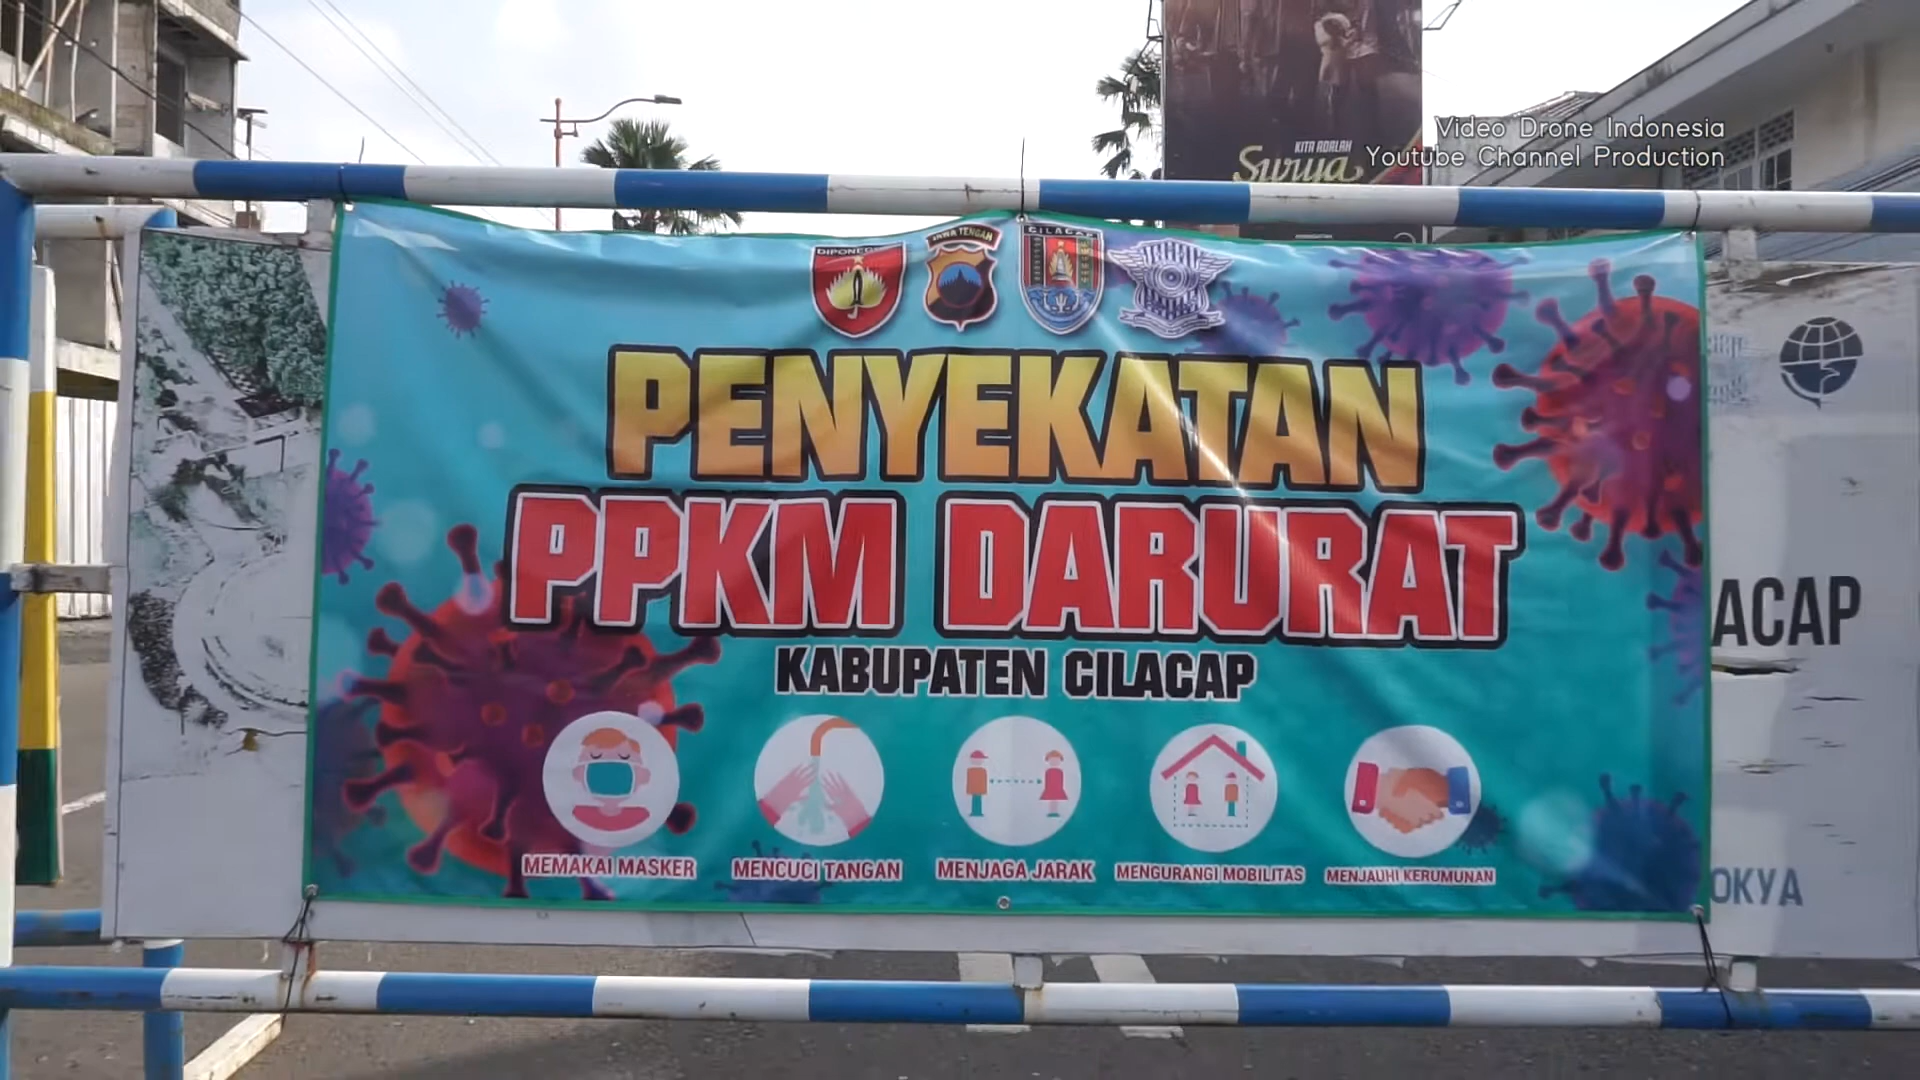 Video Drone Indonesia
Youtube Channel Production
KITA ADALAH
Surya
DIPONEGORO
JAWA TENGAH
CILACAP
PENYEKATAN
PPKM DARURAT
KABUPATEN CILACAP
MEMAKAI MASKER
MENCUCI TANGAN
MENJAGA JARAK
MENGURANGI MOBILITAS
MENJAUHI KERUMUNAN
ACAP
OKYA